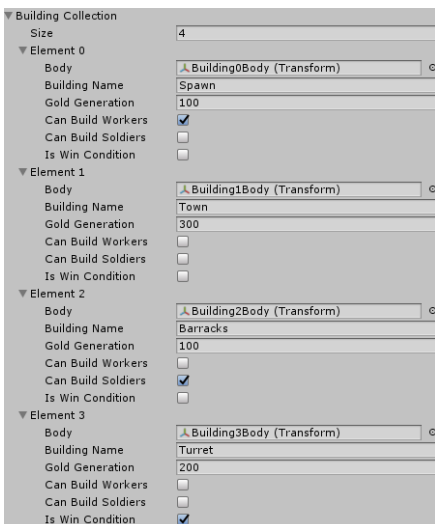 Building Collection
Size 4
Element 0
Body Building0Body (Transform)
Building Name Spawn
Gold Generation 100
Can Build Workers
Can Build Soldiers
Is Win Condition
Element 1
Body Building1Body (Transform)
Building Name Town
Gold Generation 300
Can Build Workers
Can Build Soldiers
Is Win Condition
Element 2
Body Building2Body (Transform)
Building Name Barracks
Gold Generation 100
Can Build Workers
Can Build Soldiers
Is Win Condition
Element 3
Body Building3Body (Transform)
Building Name Turret
Gold Generation 200
Can Build Workers
Can Build Soldiers
Is Win Condition